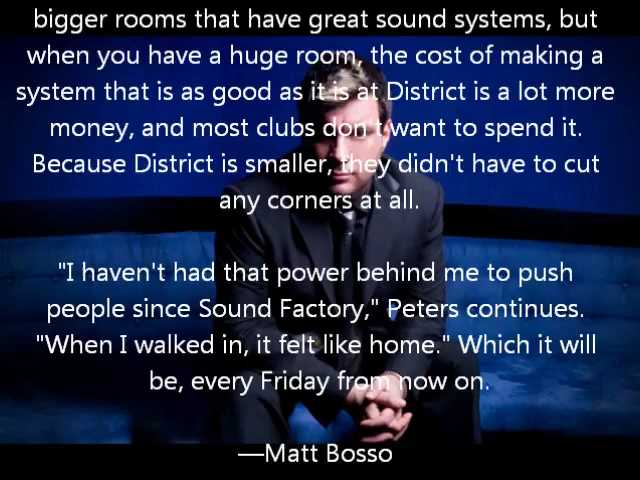 bigger rooms that have great sound systems, but
when you have a huge room, the cost of making a
system that is as good as it is at District is a lot more
money, and most clubs don't want to spend it.
Because District is smaller, they didn't have to cut
any corners at all.
"I haven't had that power behind me to push
people since Sound Factory," Peters continues.
"When I walked in, it felt like home." Which it will
be, every Friday from now on.
—Matt Bosso